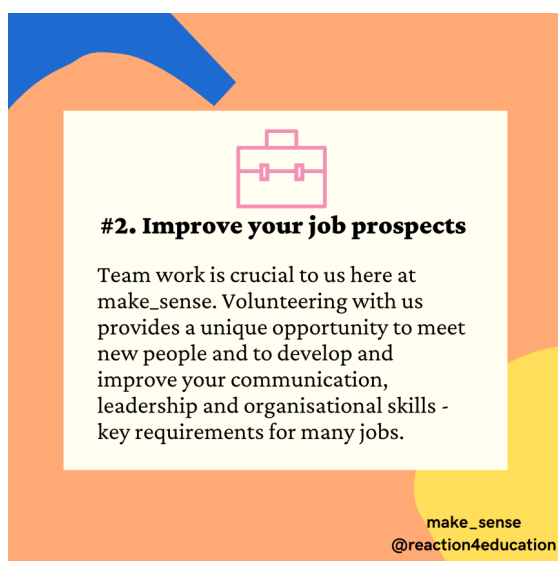 #2. Improve your job prospects
Team work is crucial to us here at
make_sense. Volunteering with us
provides a unique opportunity to meet
new people and to develop and
improve your communication,
leadership and organisational skills -
key requirements for many jobs.
make_sense
@reaction4education